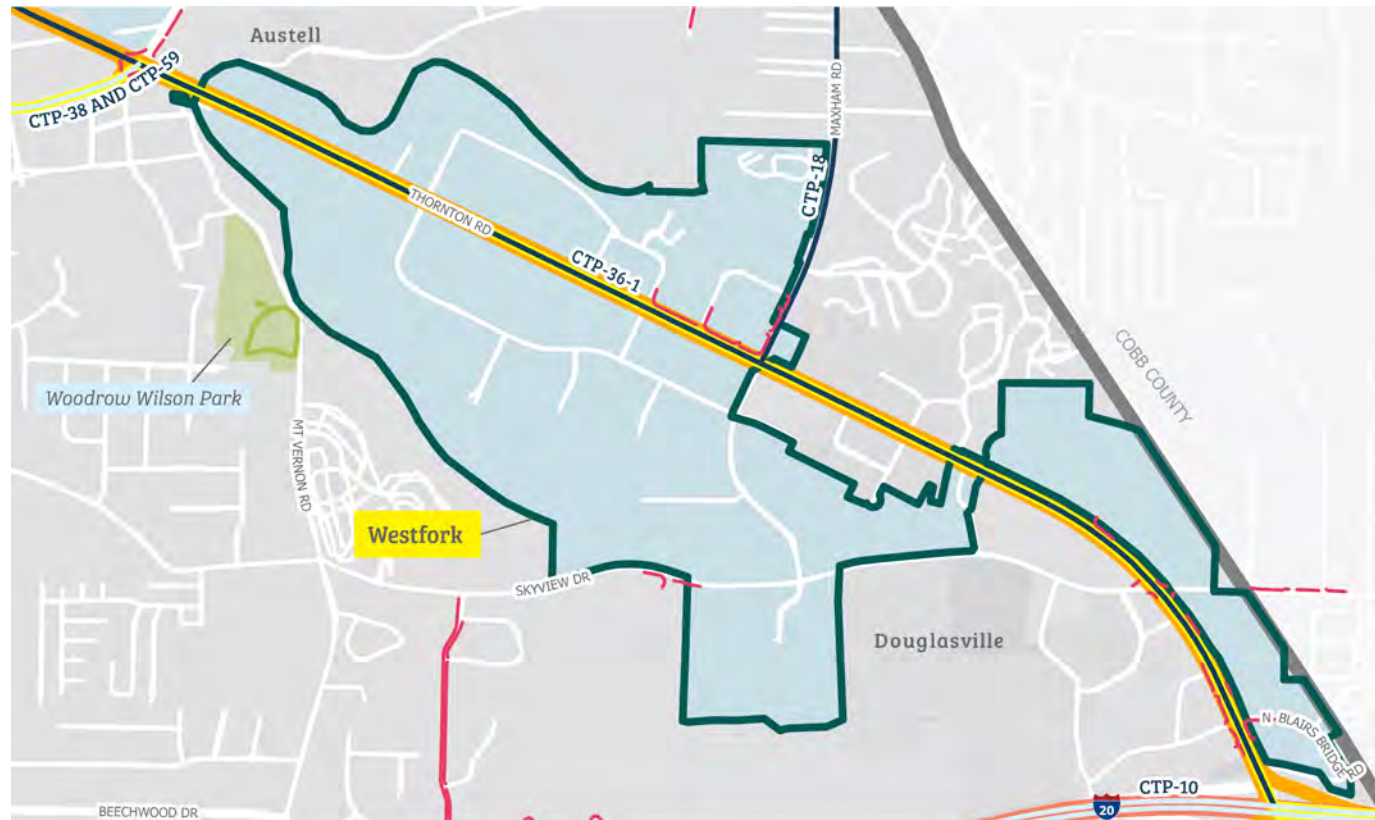 Austell
CTP-38 AND CTP-59
MAXHAM RD
CTP-18
THORNTON RD
CTP-36-1
COBB COUNTY
Woodrow Wilson Park
MT VERNON RD
Westfork
SKYVIEW DR
Douglasville
N BLAIRS BRIDGE RD
CTP-10
20
BEECHWOOD DR